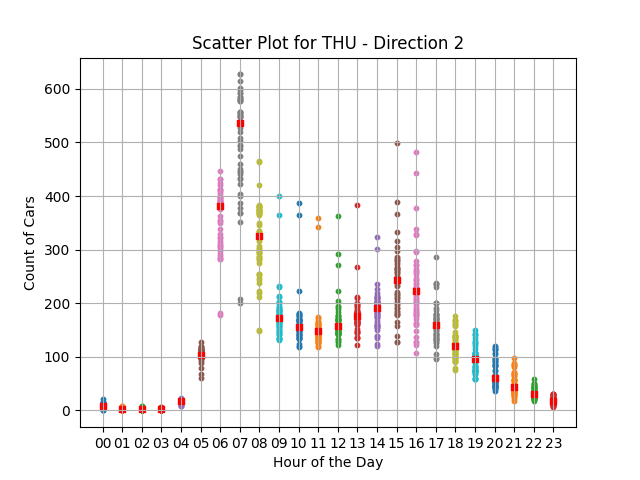 Scatter Plot for THU - Direction 2
600
500
400
300
200
100
0
Count of Cars
00 01 02 03 04 05 06 07 08 09 10 11 12 13 14 15 16 17 18 19 20 21 22 23
Hour of the Day